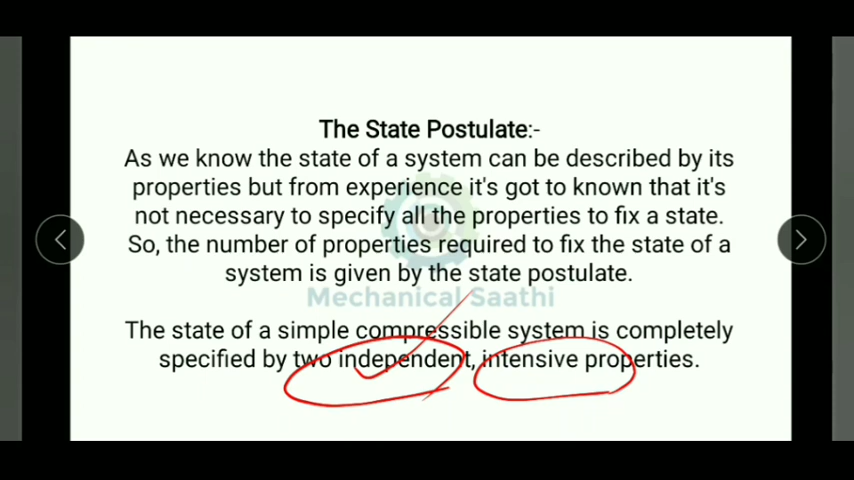 The State Postulate:-
As we know the state of a system can be described by its
properties but from experience it's got to known that it's
not necessary to specify all the properties to fix a state.
So, the number of properties required to fix the state of a
system is given by the state postulate.
Mechanical Saathi
The state of a simple compressible system is completely
specified by two independent, intensive properties.